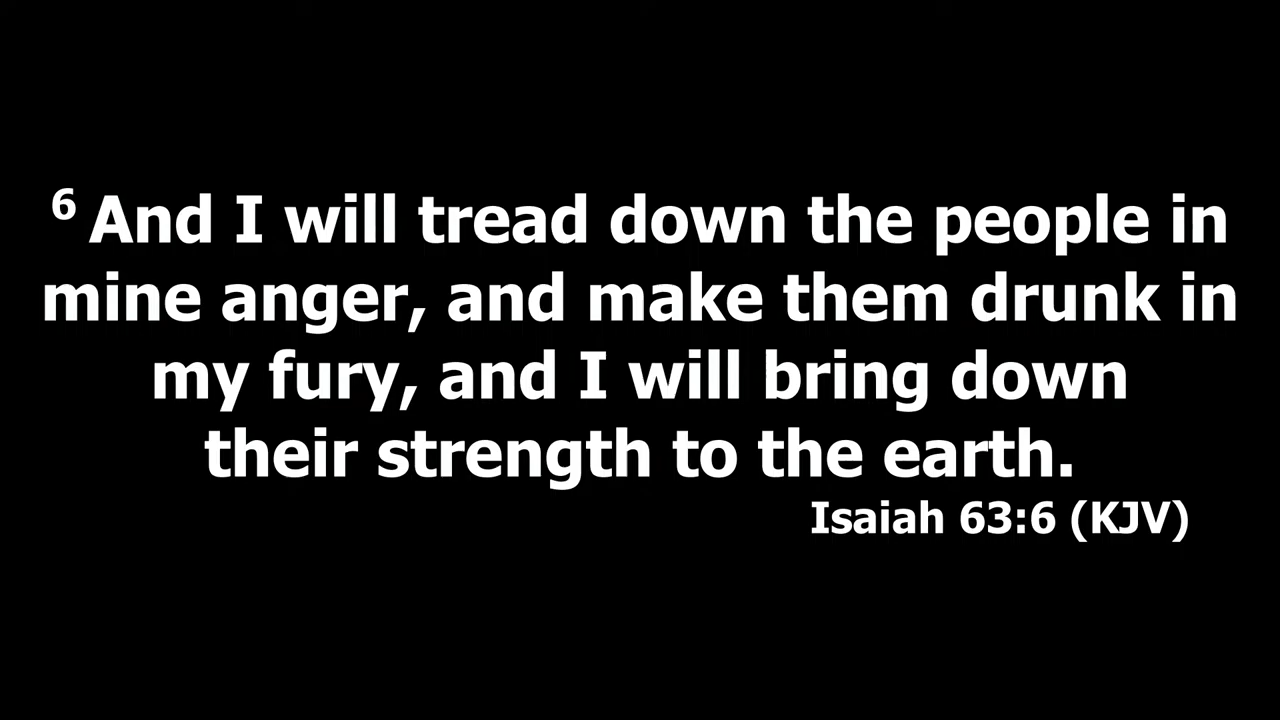 6 And I will tread down the people in
mine anger, and make them drunk in
my fury, and I will bring down
their strength to the earth.
Isaiah 63:6 (KJV)